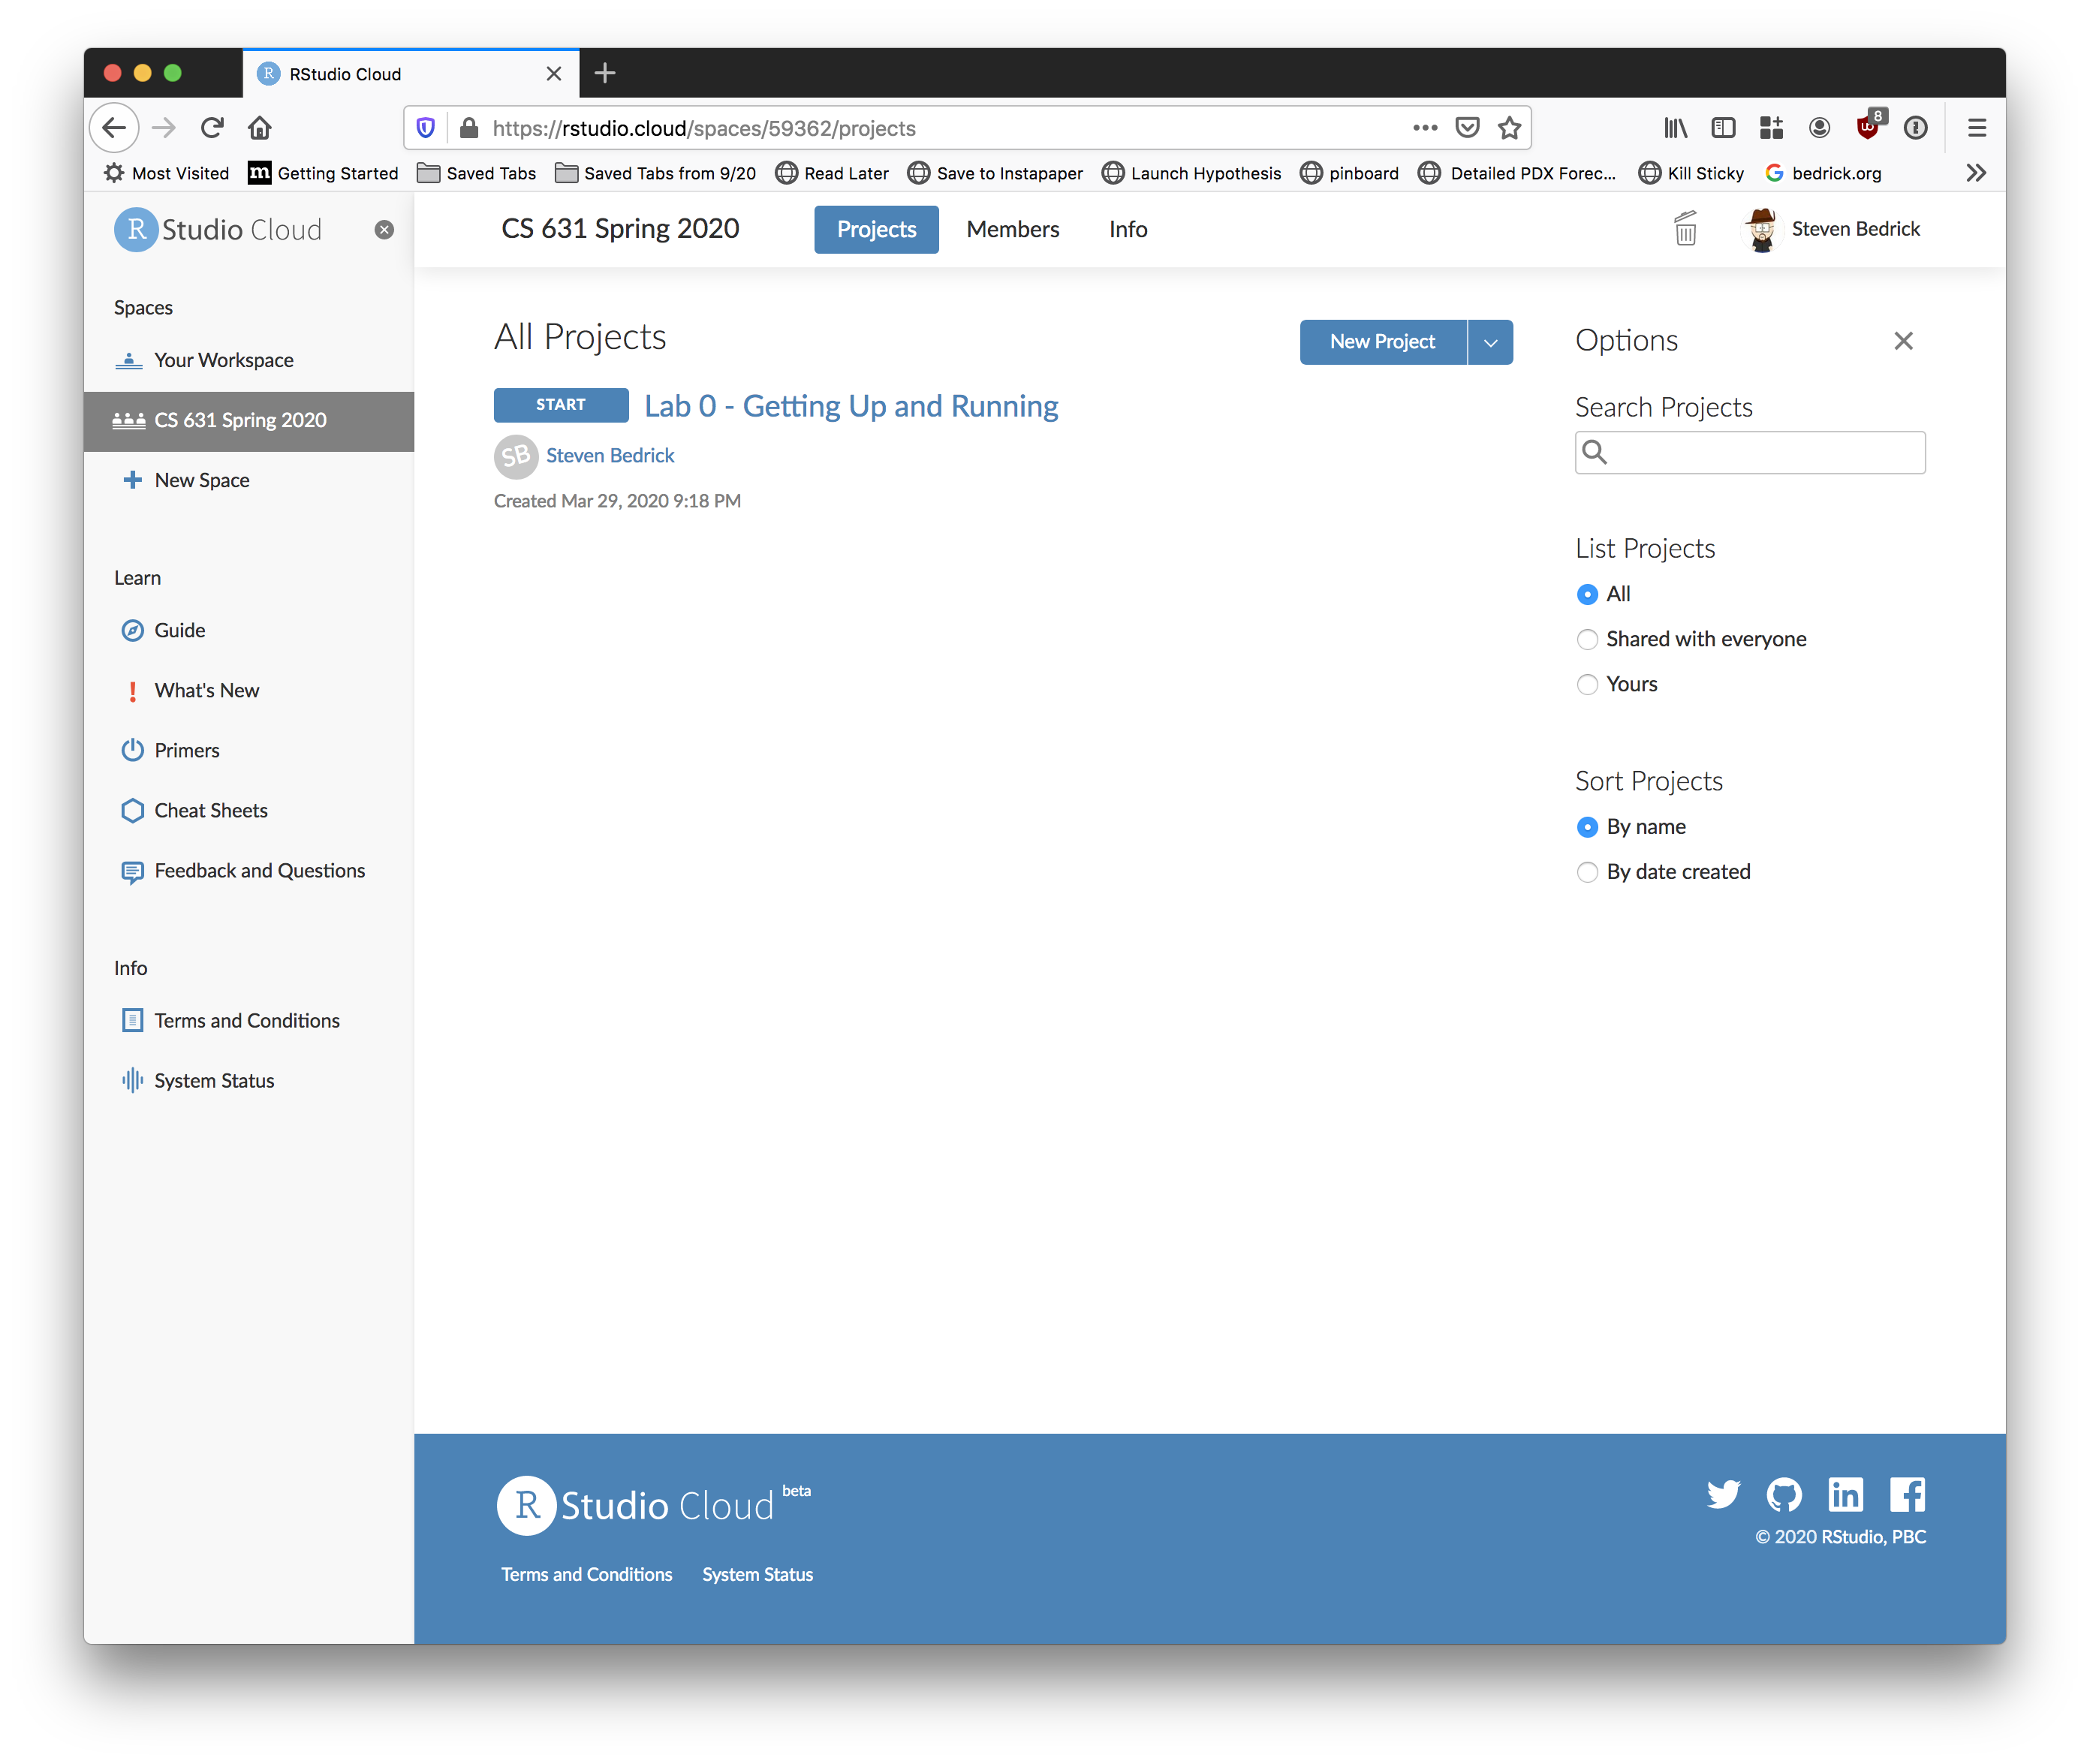 RStudio Cloud
https://rstudio.cloud/spaces/59362/projects
8
Most Visited
m Getting Started
Saved Tabs
Saved Tabs from 9/20
Read Later
Save to Instapaper
Launch Hypothesis
pinboard
Detailed PDX Forec...
Kill Sticky
G bedrick.org
R Studio Cloud
CS 631 Spring 2020
Projects
Members
Info
Steven Bedrick
Spaces
Your Workspace
CS 631 Spring 2020
New Space
Learn
Guide
What's New
Primers
Cheat Sheets
Feedback and Questions
Info
Terms and Conditions
System Status
All Projects
New Project
START
Lab 0 - Getting Up and Running
SB Steven Bedrick
Created Mar 29, 2020 9:18 PM
Options
Search Projects
List Projects
All
Shared with everyone
Yours
Sort Projects
By name
By date created
R Studio Cloud beta
Terms and Conditions
System Status
in
© 2020 RStudio, PBC